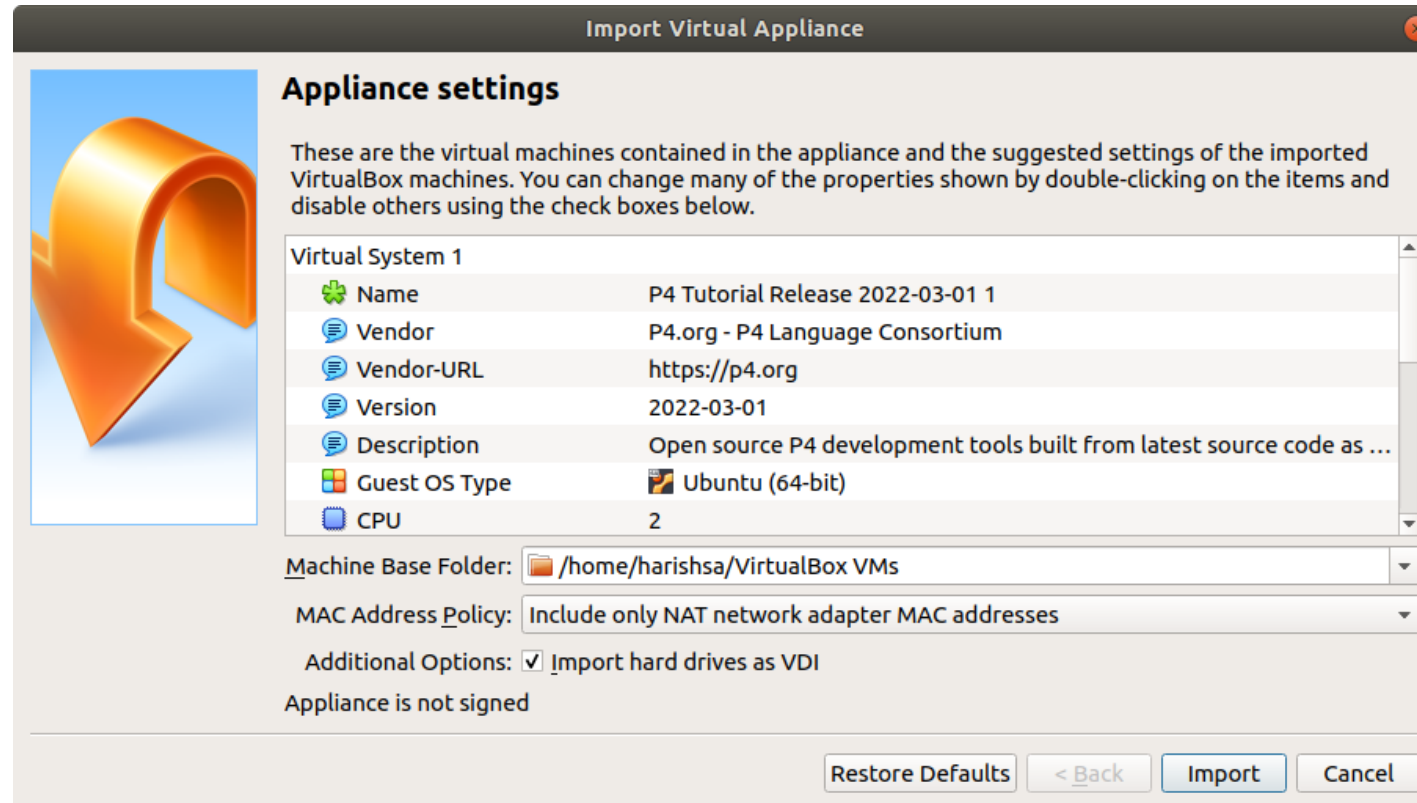 Import Virtual Appliance
Appliance settings
These are the virtual machines contained in the appliance and the suggested settings of the imported
VirtualBox machines. You can change many of the properties shown by double-clicking on the items and
disable others using the check boxes below.
Virtual System 1
Name P4 Tutorial Release 2022-03-01 1
Vendor P4.org - P4 Language Consortium
Vendor-URL https://p4.org
Version 2022-03-01
Description Open source P4 development tools built from latest source code as ...
Guest OS Type Ubuntu (64-bit)
CPU 2
Machine Base Folder: /home/harishsa/VirtualBox VMs
MAC Address Policy: Include only NAT network adapter MAC addresses
Additional Options: Import hard drives as VDI
Appliance is not signed
Restore Defaults < Back Import Cancel